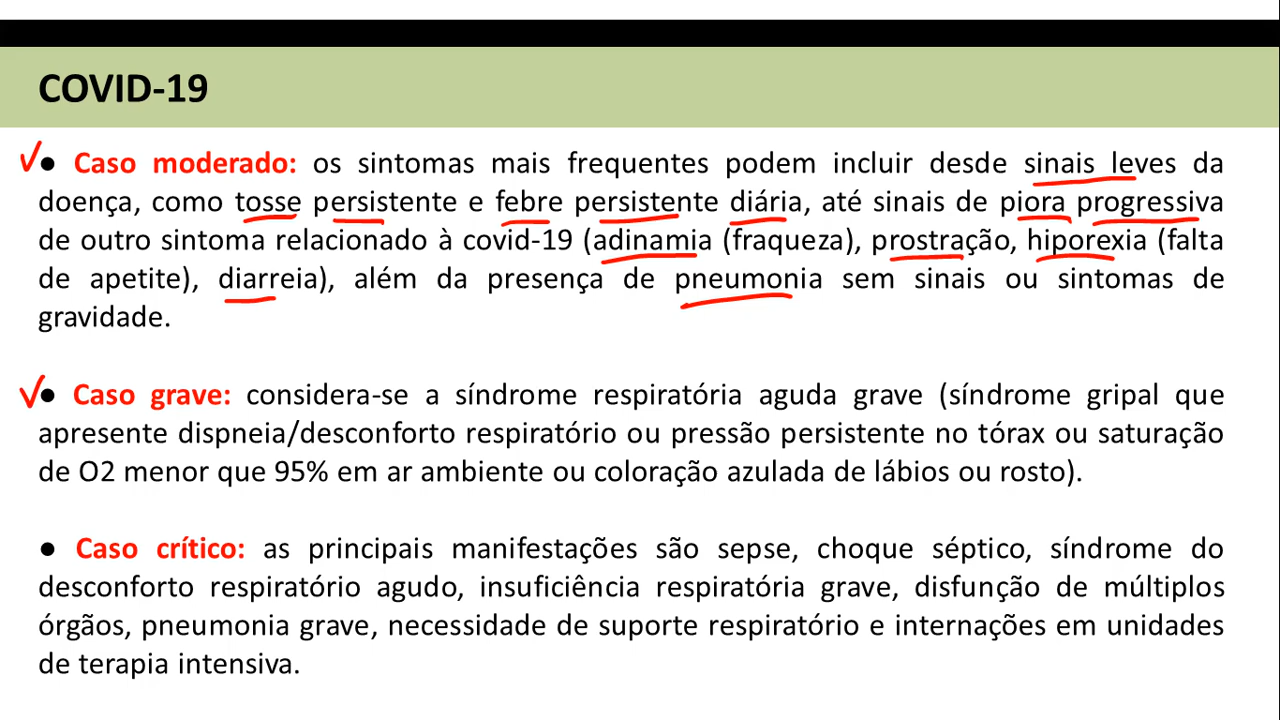 COVID-19
● Caso moderado: os sintomas mais frequentes podem incluir desde sinais leves da
doença, como tosse persistente e febre persistente diária, até sinais de piora progressiva
de outro sintoma relacionado à covid-19 (adinamia (fraqueza), prostração, hiporexia (falta
de apetite), diarreia), além da presença de pneumonia sem sinais ou sintomas de
gravidade.
● Caso grave: considera-se a síndrome respiratória aguda grave (síndrome gripal que
apresente dispneia/desconforto respiratório ou pressão persistente no tórax ou saturação
de O2 menor que 95% em ar ambiente ou coloração azulada de lábios ou rosto).
● Caso crítico: as principais manifestações são sepse, choque séptico, síndrome do
desconforto respiratório agudo, insuficiência respiratória grave, disfunção de múltiplos
órgãos, pneumonia grave, necessidade de suporte respiratório e internações em unidades
de terapia intensiva.